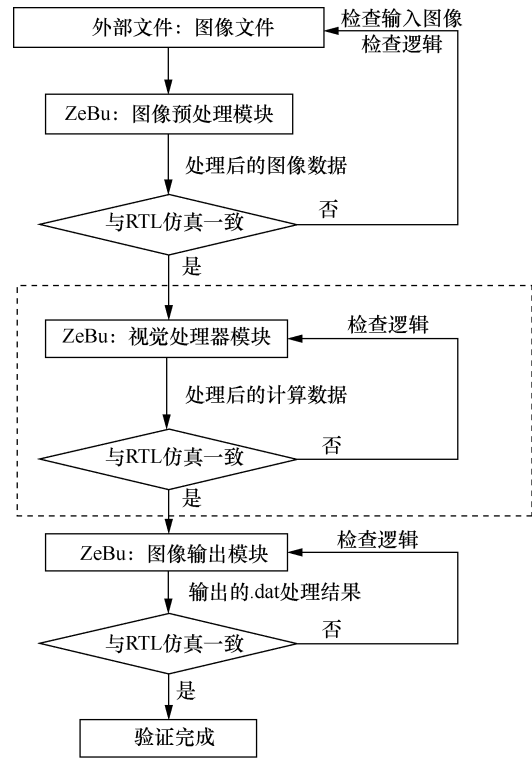 外部文件：图像文件
检查输入图像
检查逻辑
ZeBu：图像预处理模块
处理后的图像数据
与RTL仿真一致
否
是
ZeBu：视觉处理器模块
检查逻辑
处理后的计算数据
与RTL仿真一致
否
是
ZeBu：图像输出模块
检查逻辑
输出的.dat处理结果
与RTL仿真一致
否
是
验证完成